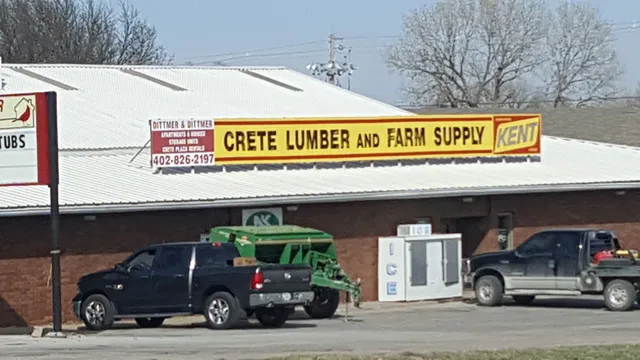 TUBS
DITTMER & DITTMER
APARTMENTS & HOUSES
STORAGE UNITS
CRETE PLAZA RENTALS
402-826-2197
CRETE LUMBER AND FARM SUPPLY
KENT
ICE
ICE